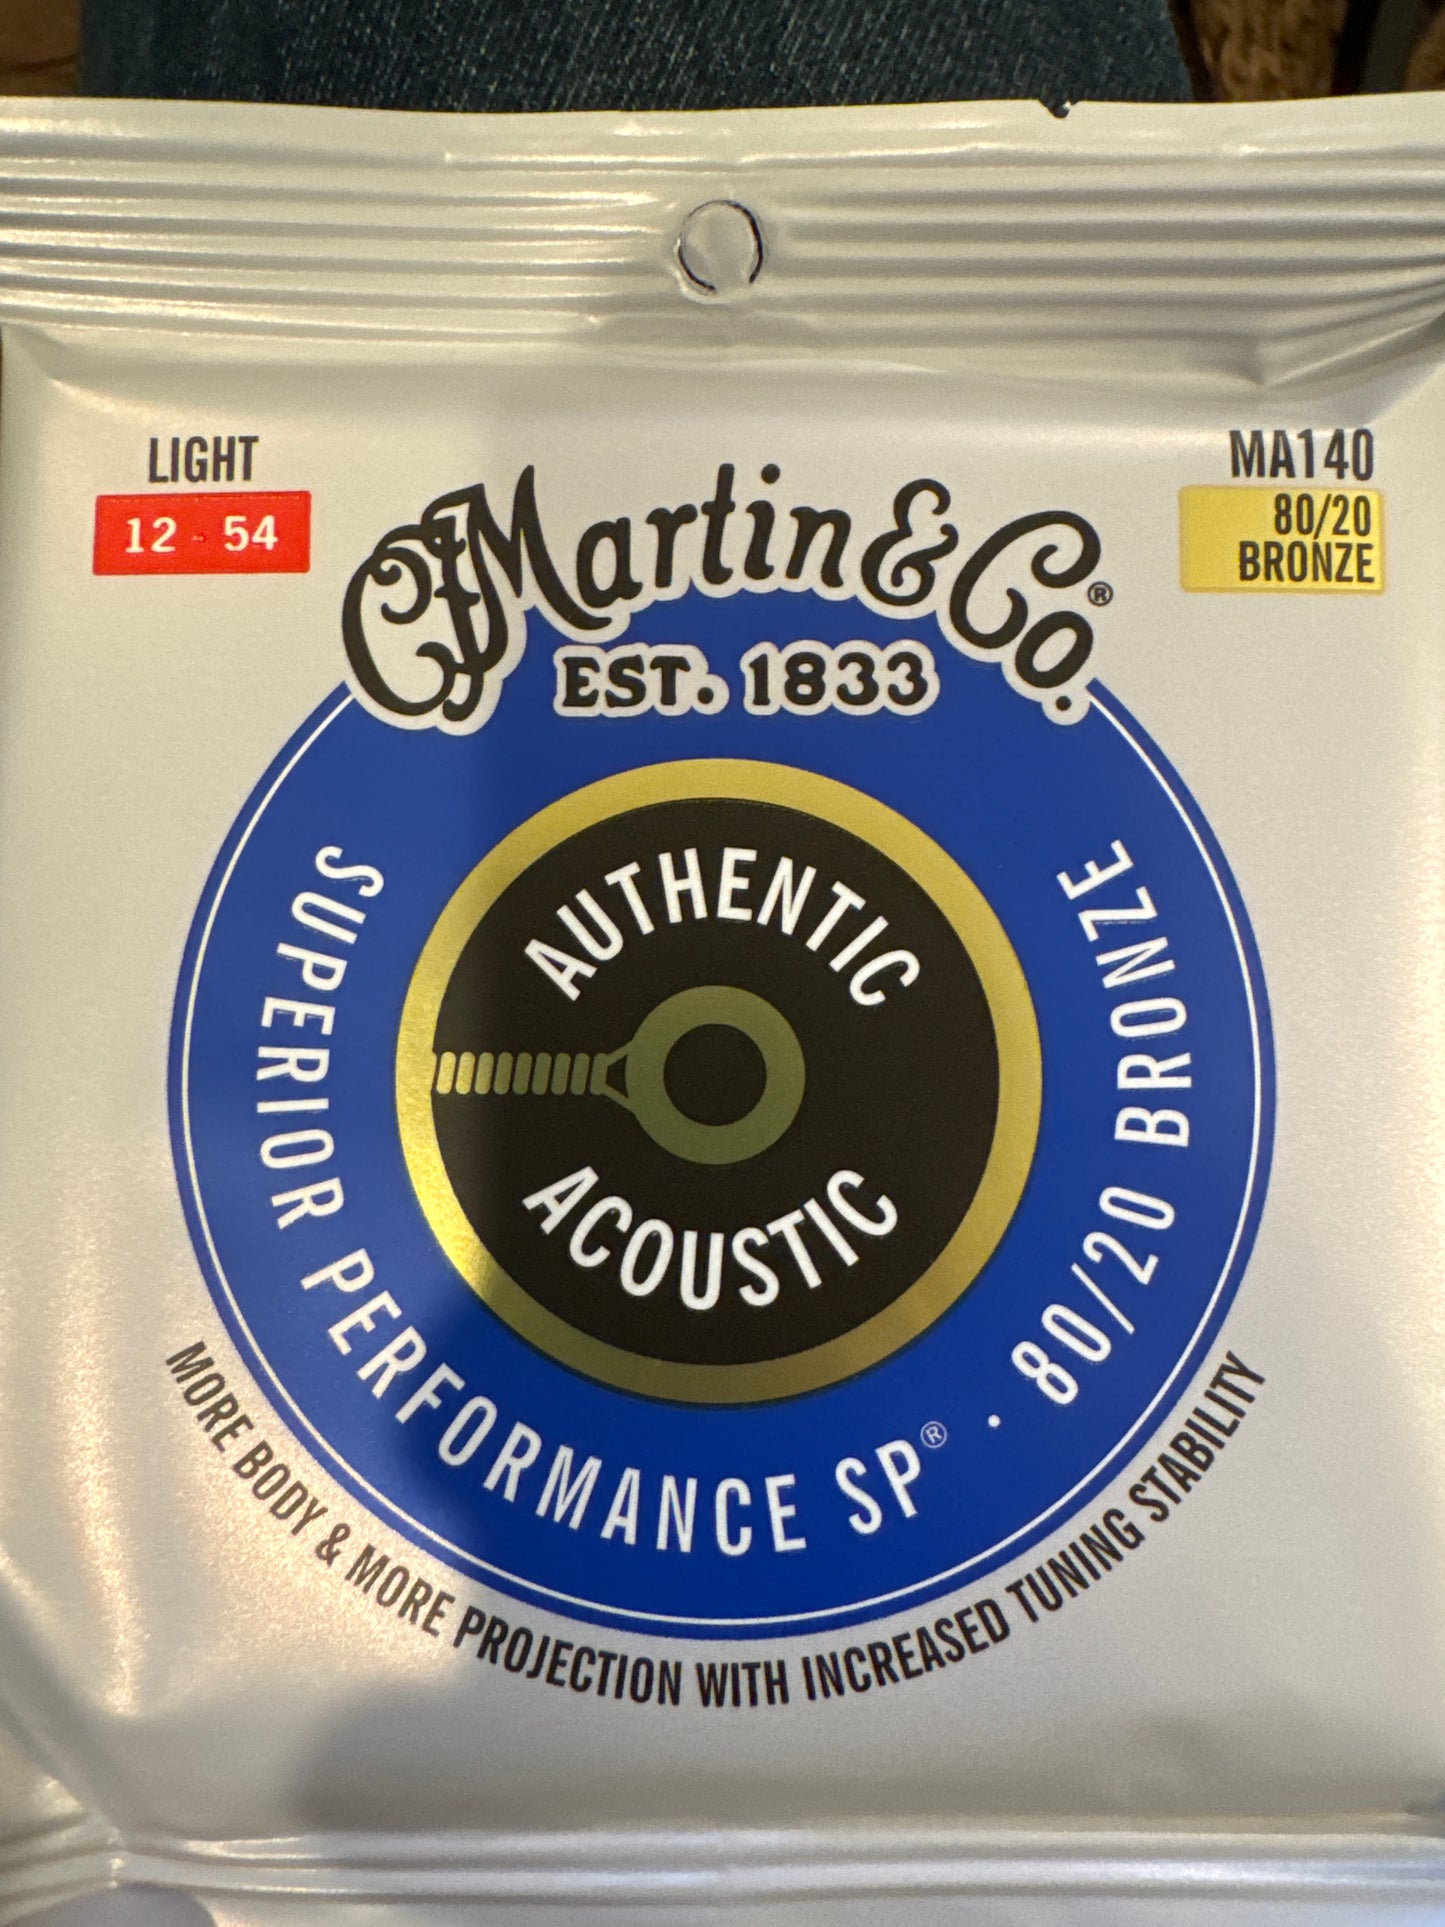 LIGHT
12 - 54
MA140
80/20
BRONZE
CFMartin & Co.®
EST. 1833
AUTHENTIC
ACOUSTIC
SUPERIOR PERFORMANCE SP® · 80/20 BRONZE
MORE BODY & MORE PROJECTION WITH INCREASED TUNING STABILITY